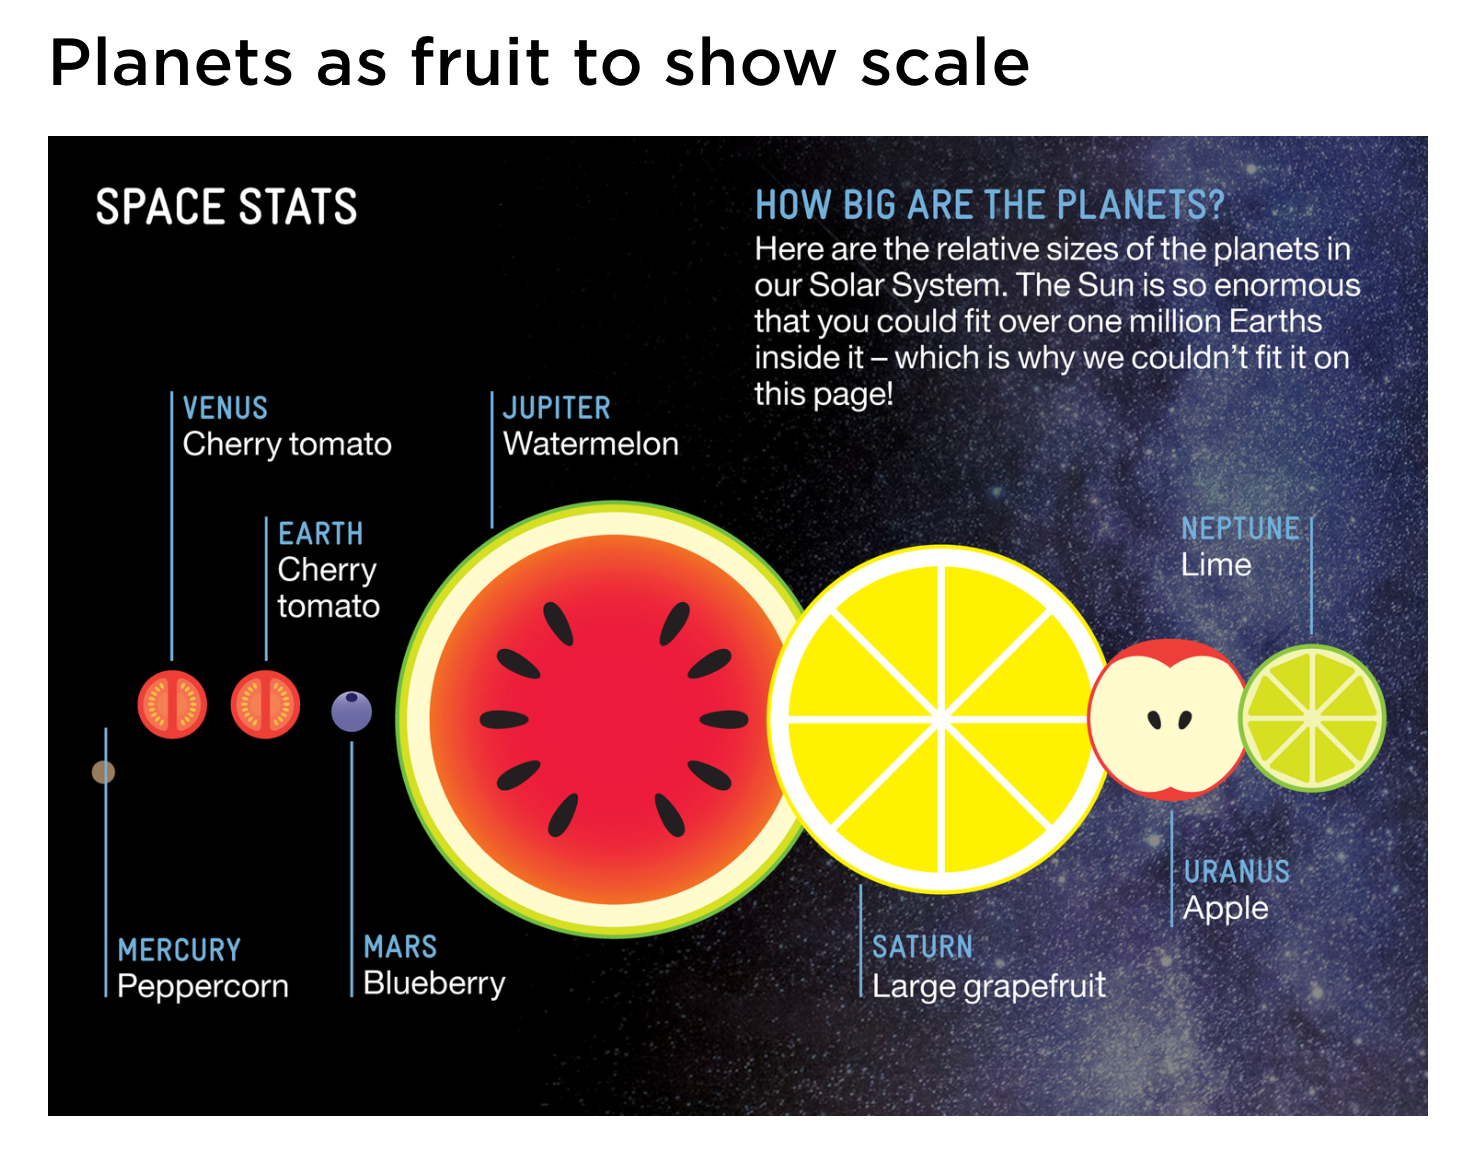 Planets as fruit to show scale
SPACE STATS
HOW BIG ARE THE PLANETS?
Here are the relative sizes of the planets in
our Solar System. The Sun is so enormous
that you could fit over one million Earths
inside it – which is why we couldn't fit it on
this page!
VENUS
Cherry tomato
JUPITER
Watermelon
EARTH
Cherry
tomato
NEPTUNE
Lime
URANUS
Apple
MERCURY
Peppercorn
MARS
Blueberry
SATURN
Large grapefruit